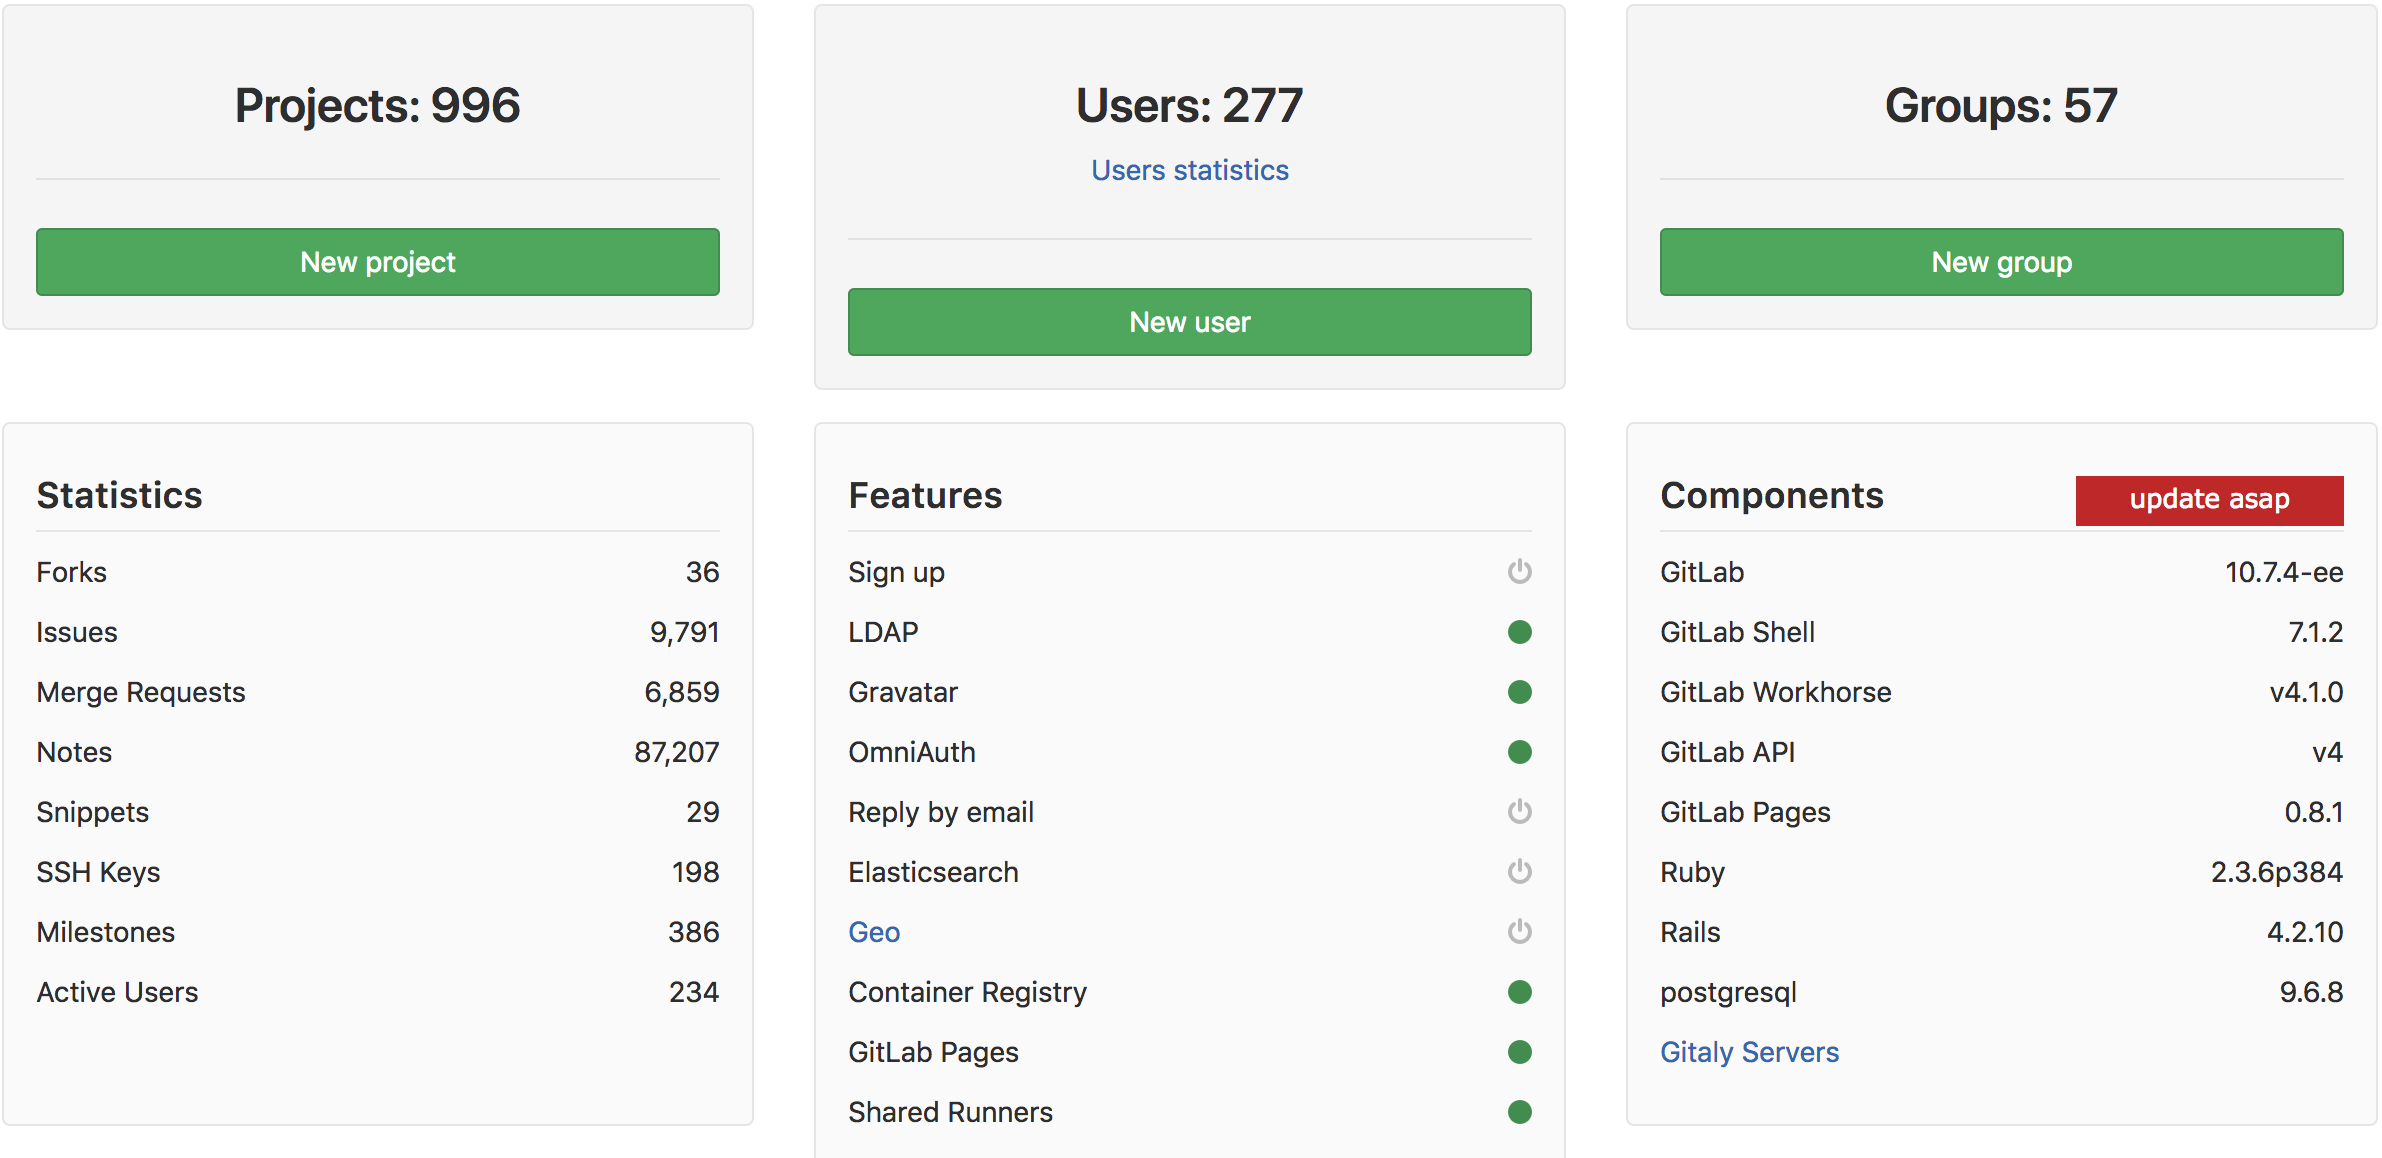 Projects: 996
New project
Users: 277
Users statistics
New user
Groups: 57
New group
Statistics
Forks 36
Issues 9,791
Merge Requests 6,859
Notes 87,207
Snippets 29
SSH Keys 198
Milestones 386
Active Users 234
Features
Sign up
LDAP
Gravatar
OmniAuth
Reply by email
Elasticsearch
Geo
Container Registry
GitLab Pages
Shared Runners
Components update asap
GitLab 10.7.4-ee
GitLab Shell 7.1.2
GitLab Workhorse v4.1.0
GitLab API v4
GitLab Pages 0.8.1
Ruby 2.3.6p384
Rails 4.2.10
postgresql 9.6.8
Gitaly Servers